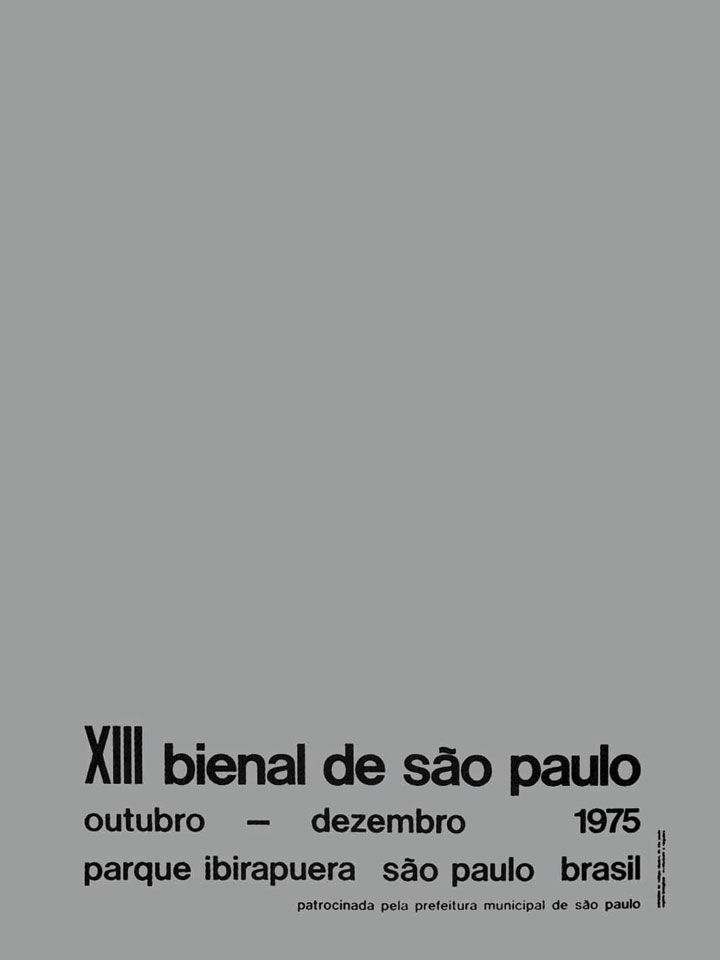 XIII bienal de são paulo
outubro – dezembro 1975
parque ibirapuera são paulo brasil
patrocinada pela prefeitura municipal de são paulo